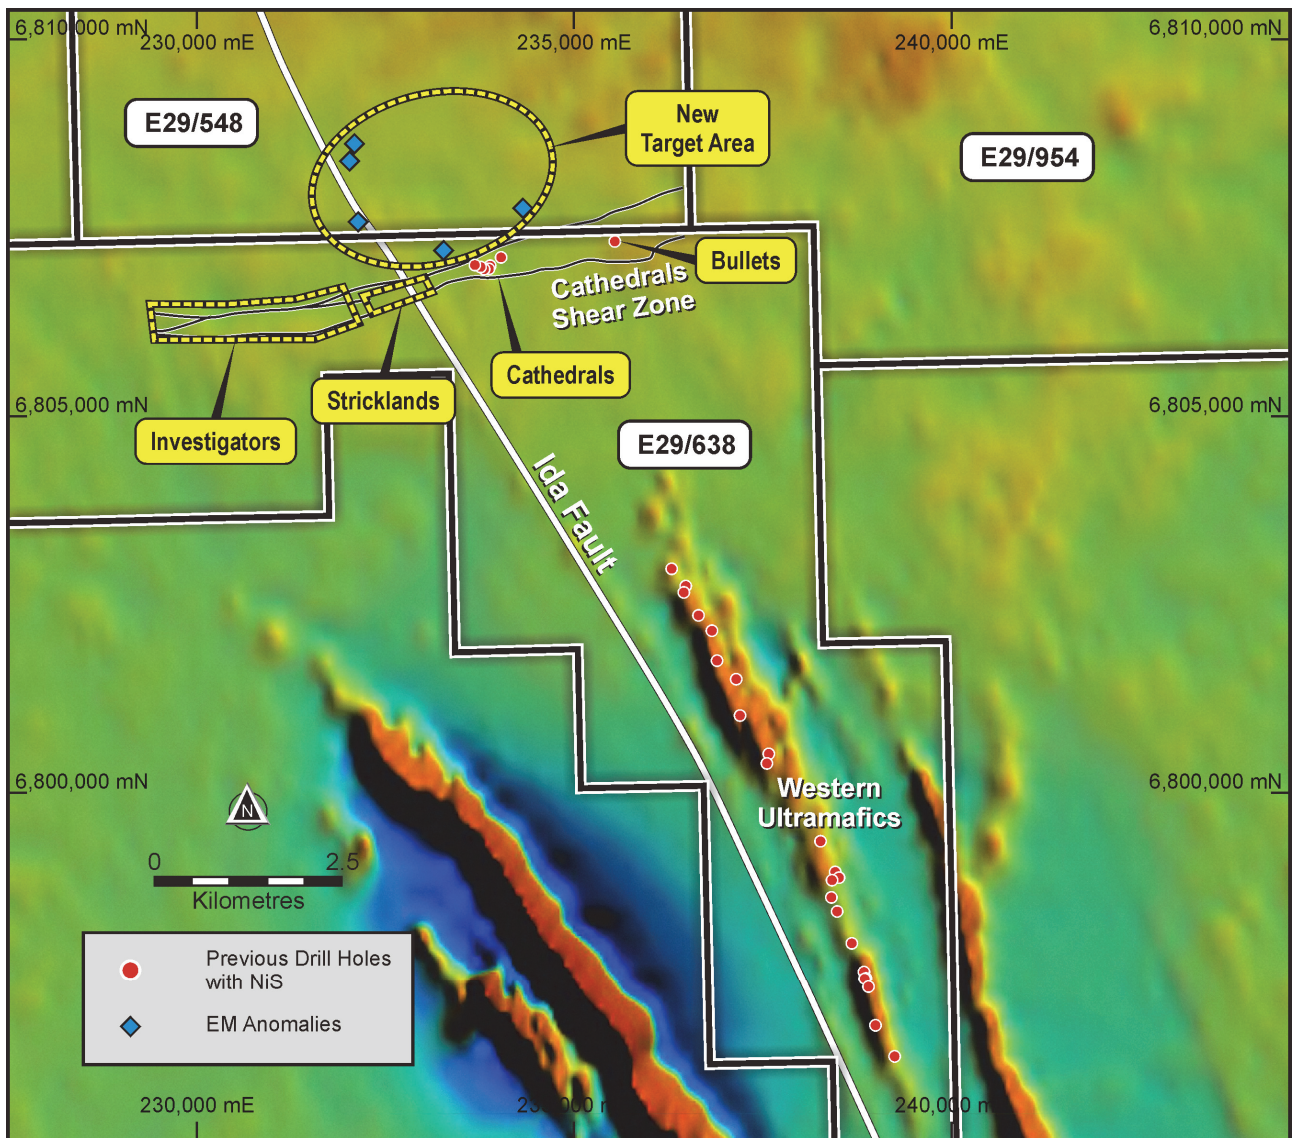 6,810,000 mN
230,000 mE
235,000 mE
240,000 mE
6,810,000 mN
E29/548
New
Target Area
E29/954
Bullets
Cathedrals
Shear Zone
Cathedrals
Stricklands
6,805,000 mN
6,805,000 mN
Investigators
E29/638
Ida Fault
6,800,000 mN
6,800,000 mN
Western
Ultramafics
N
0
2.5
Kilometres
Previous Drill Holes
with NiS
EM Anomalies
230,000 mE
240,000 m